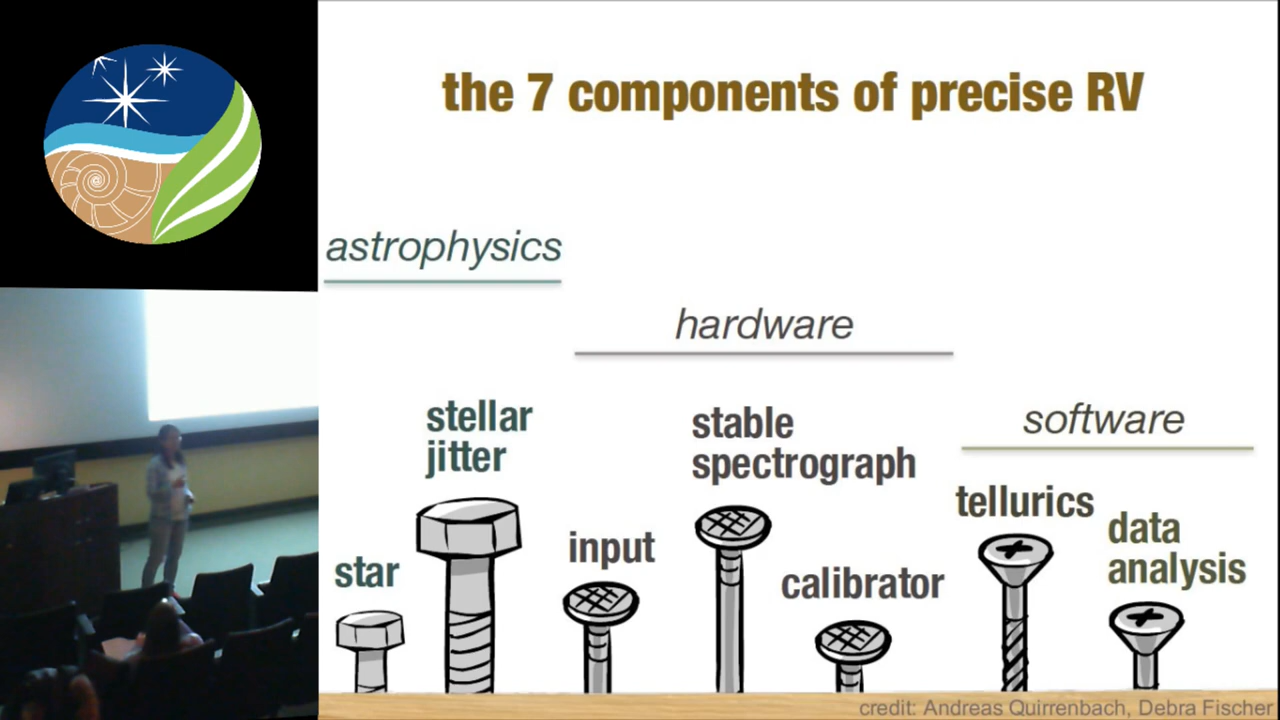 the 7 components of precise RV
astrophysics
hardware
software
stellar
jitter
stable
spectrograph
tellurics
data
analysis
input
star
calibrator
credit: Andreas Quirrenbach, Debra Fischer